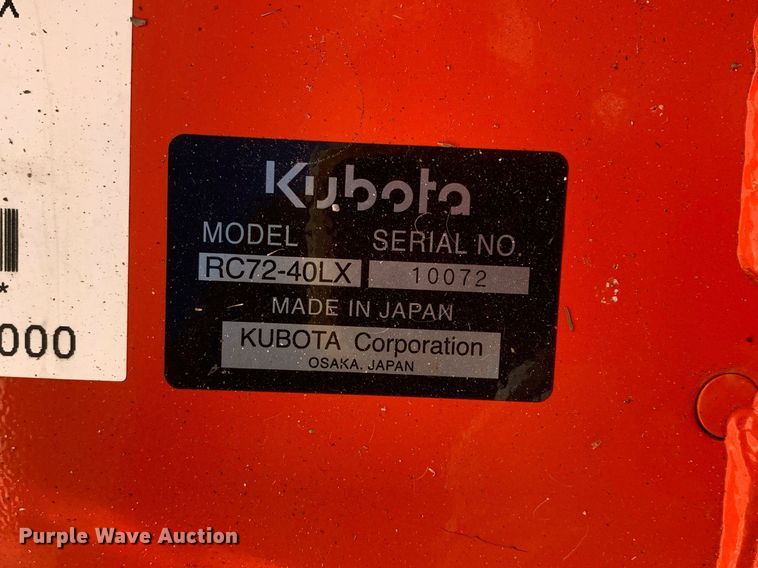 X
Kubota
MODEL SERIAL NO.
RC72-40LX 10072
MADE IN JAPAN
KUBOTA Corporation
OSAKA, JAPAN
*
000
Purple Wave Auction